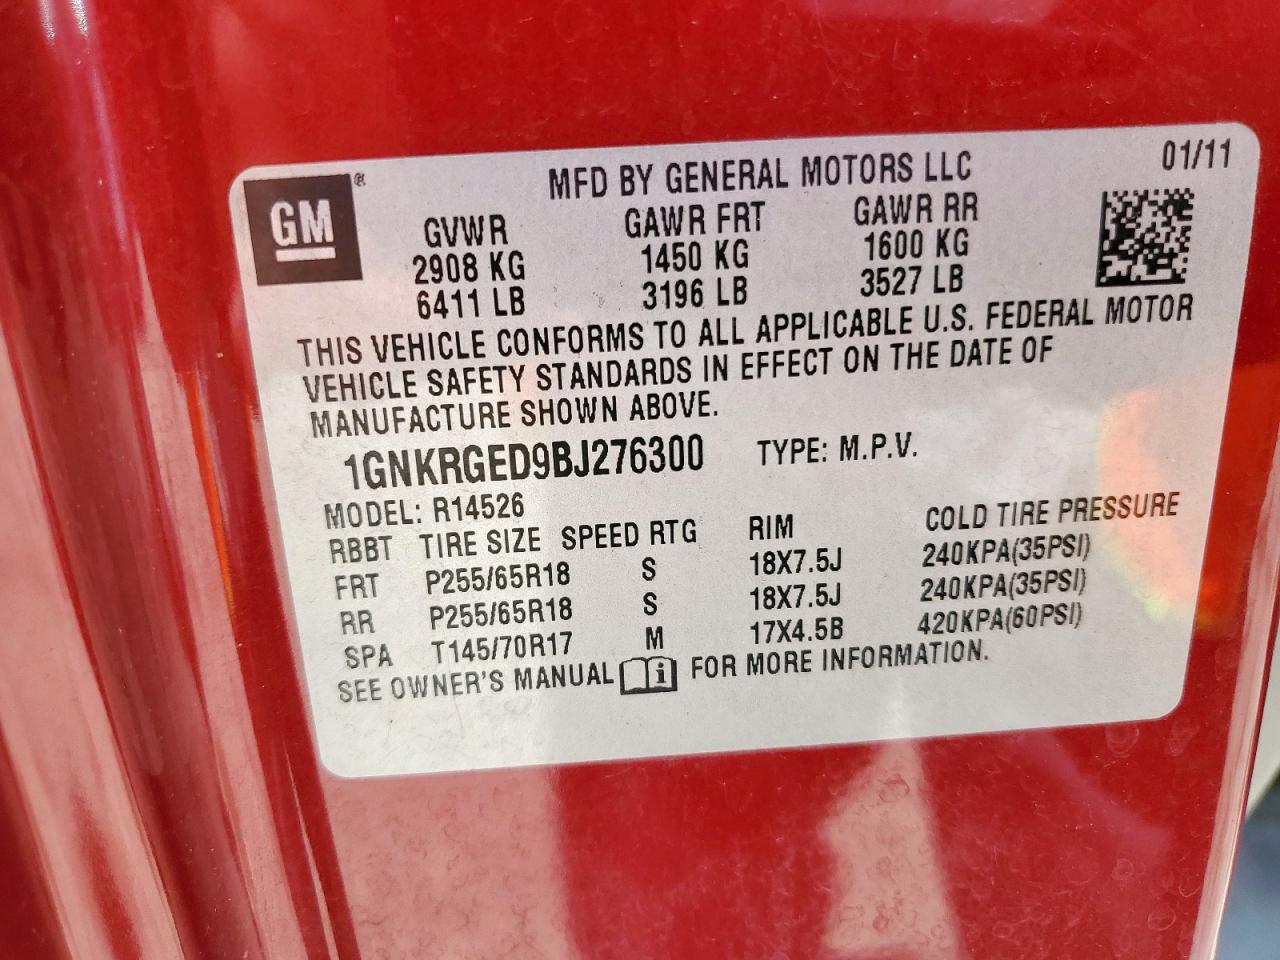 GM ®
MFD BY GENERAL MOTORS LLC 01/11
GVWR GAWR FRT GAWR RR
2908 KG 1450 KG 1600 KG
6411 LB 3196 LB 3527 LB
THIS VEHICLE CONFORMS TO ALL APPLICABLE U.S. FEDERAL MOTOR
VEHICLE SAFETY STANDARDS IN EFFECT ON THE DATE OF
MANUFACTURE SHOWN ABOVE.
1GNKRGED9BJ276300 TYPE: M.P.V.
MODEL: R14526
RBBT TIRE SIZE SPEED RTG RIM COLD TIRE PRESSURE
FRT P255/65R18 S 18X7.5J 240KPA(35PSI)
RR P255/65R18 S 18X7.5J 240KPA(35PSI)
SPA T145/70R17 M 17X4.5B 420KPA(60PSI)
SEE OWNER'S MANUAL i FOR MORE INFORMATION.